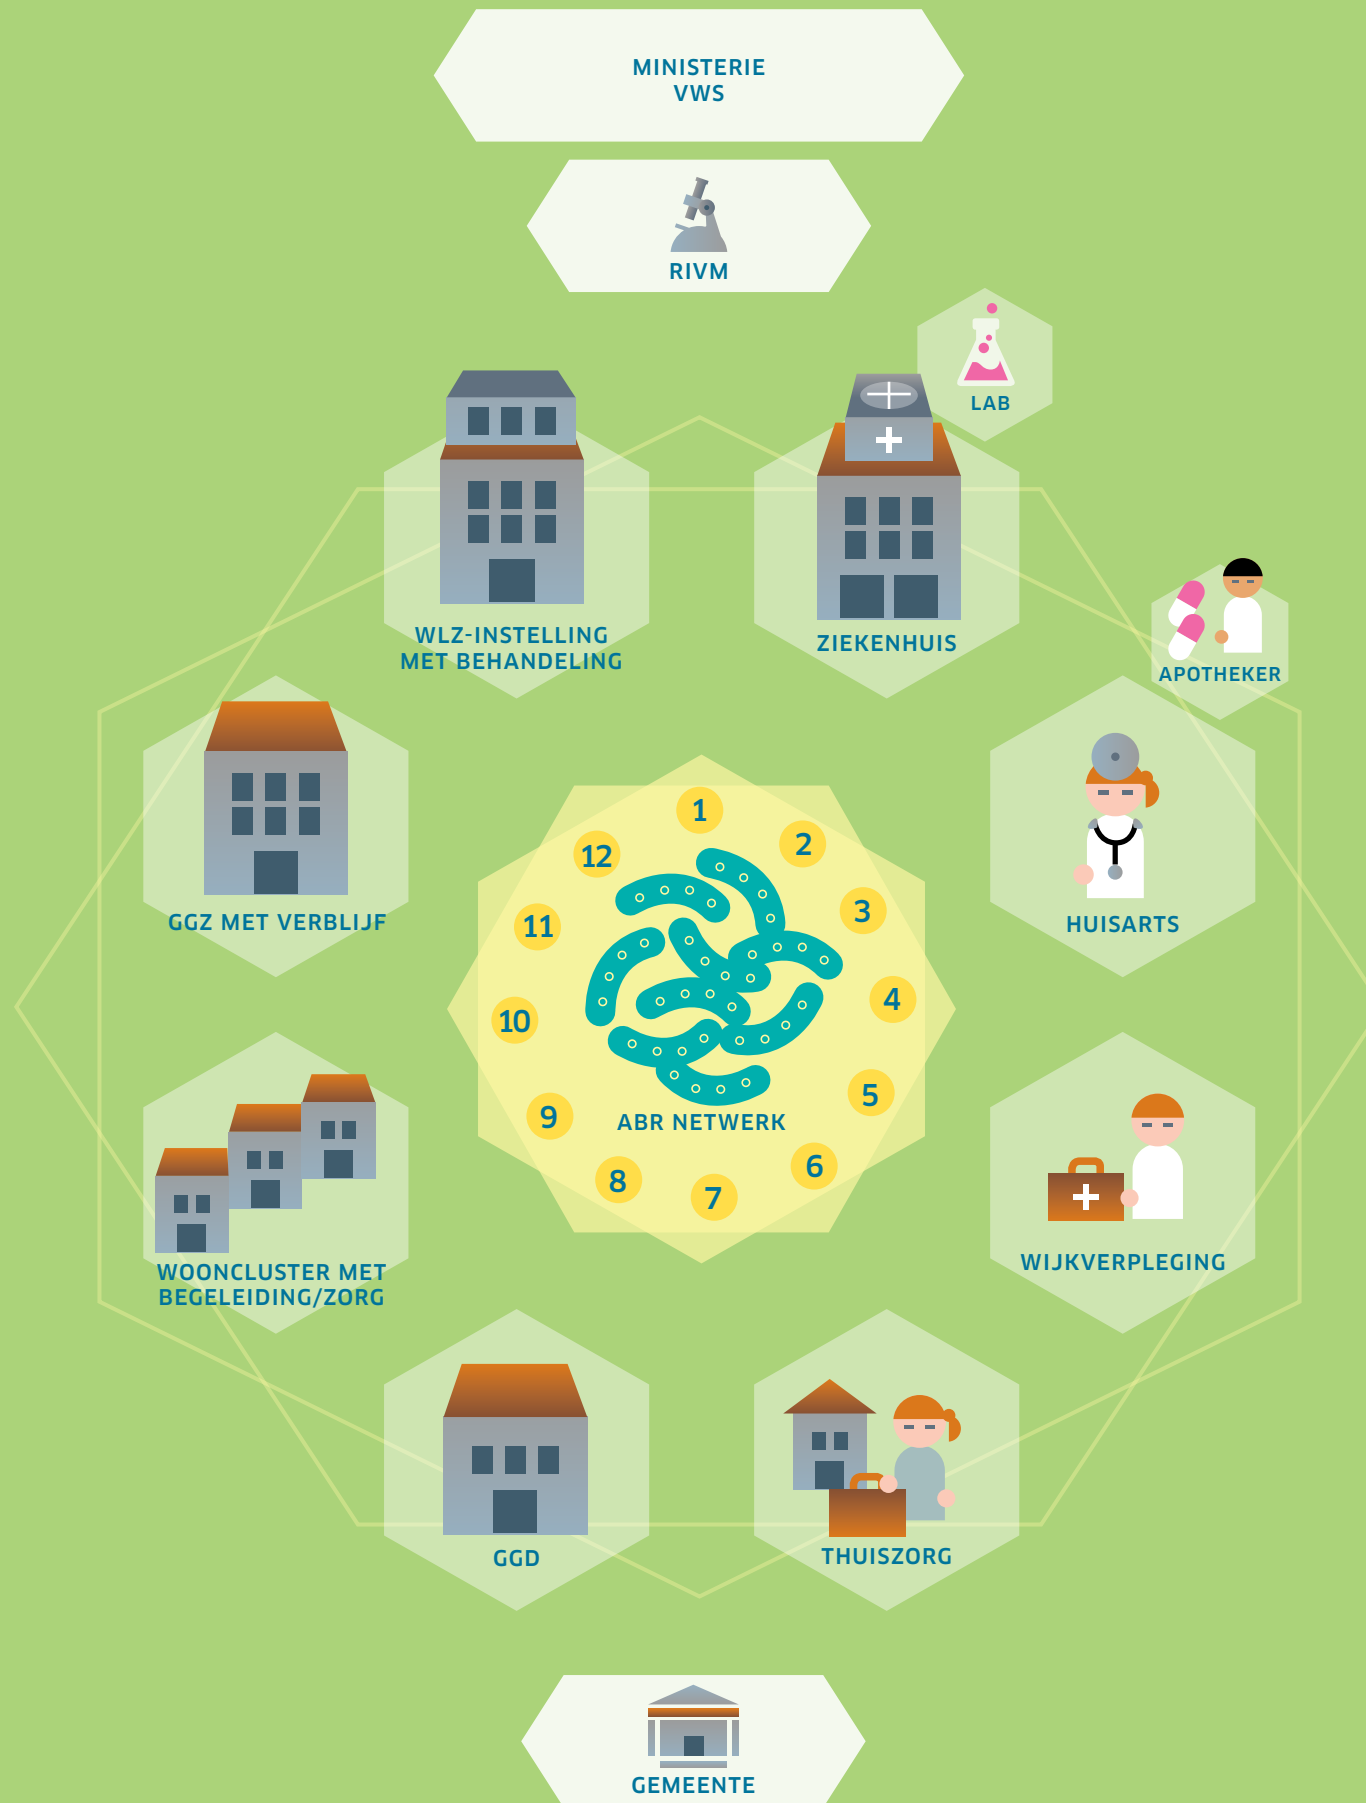 MINISTERIE
VWS
RIVM
LAB
WLZ-INSTELLING
MET BEHANDELING
ZIEKENHUIS
APOTHEKER
GGZ MET VERBLIJF
HUISARTS
1
2
3
4
5
6
7
8
9
10
11
12
ABR NETWERK
WOONCLUSTER MET
BEGELEIDING/ZORG
WIJKVERPLEGING
GGD
THUISZORG
GEMEENTE